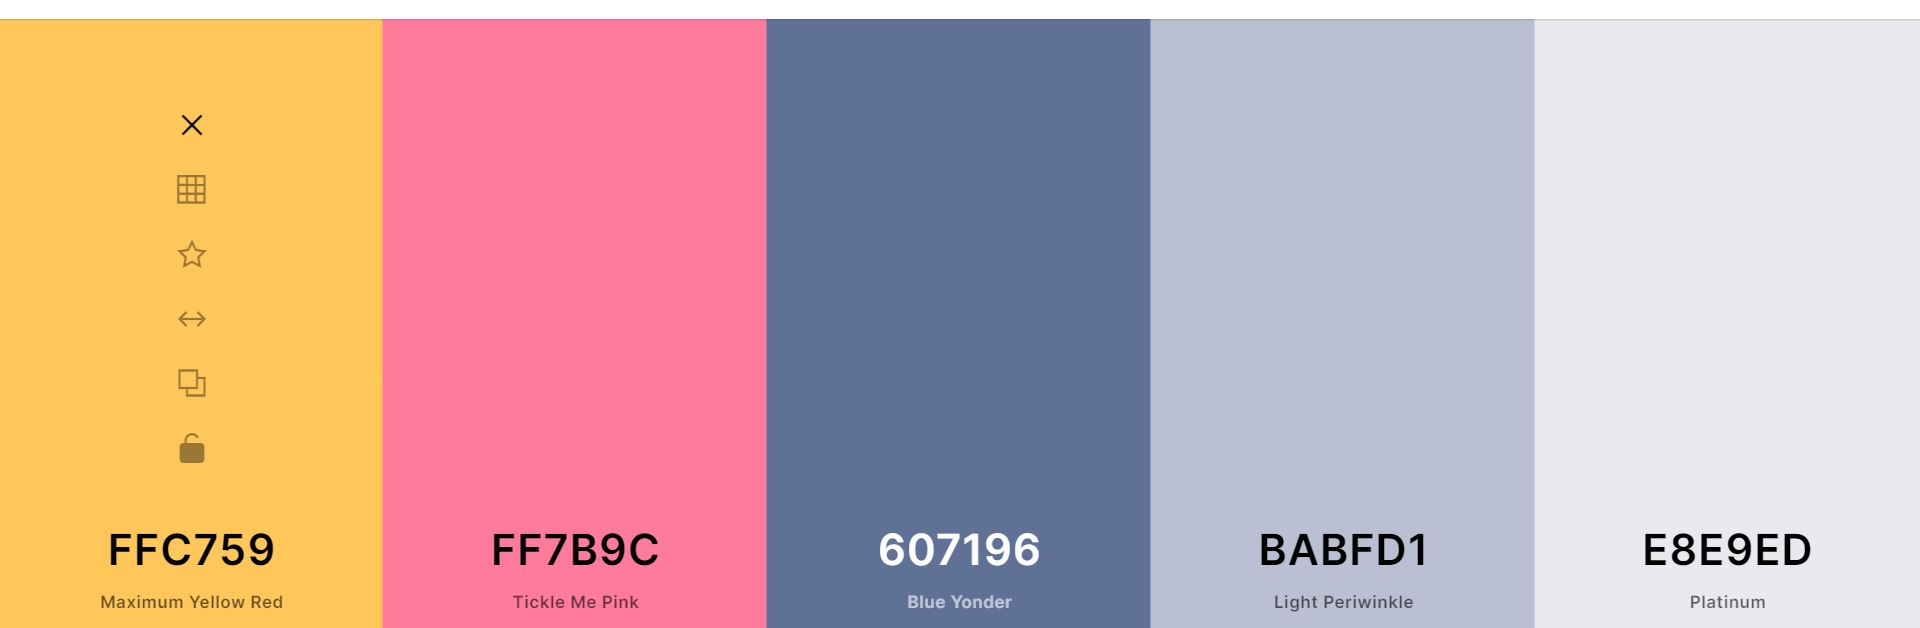 FFC759
Maximum Yellow Red
FF7B9C
Tickle Me Pink
607196
Blue Yonder
BABFD1
Light Periwinkle
E8E9ED
Platinum